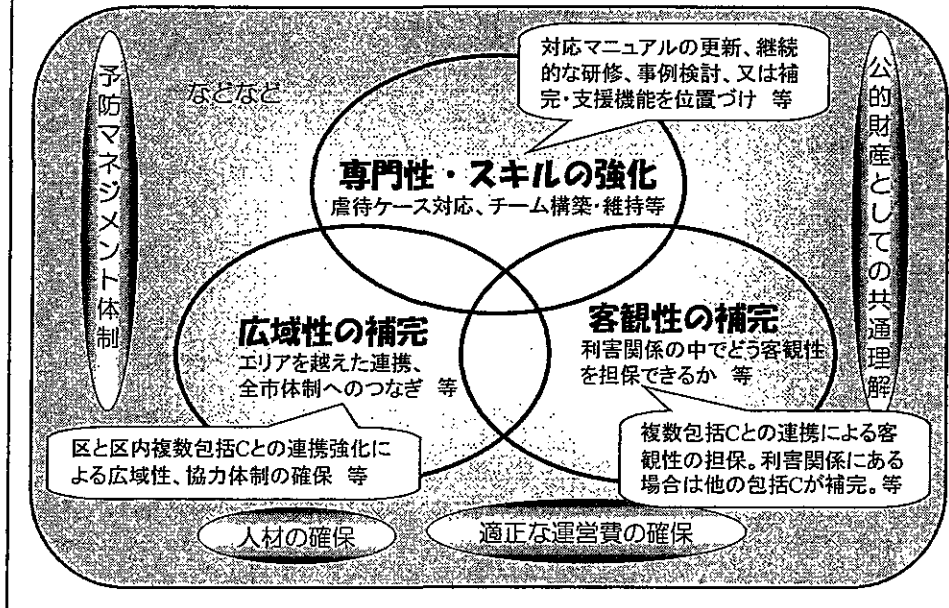 対応マニュアルの更新、継続
的な研修、事例検討、又は補
完・支援機能を位置づけ 等
予防マネジメント体制
などなど
公的財産としての共通理解
専門性・スキルの強化
虐待ケース対応、チーム構築・維持等
広域性の補完
エリアを越えた連携、
全市体制へのつなぎ 等
客観性の補完
利害関係の中でどう客観性
を担保できるか 等
区と区内複数包括Cとの連携強化に
よる広域性、協力体制の確保 等
複数包括Cとの連携による客
観性の担保。利害関係にある
場合は他の包括Cが補完。等
人材の確保
適正な運営費の確保